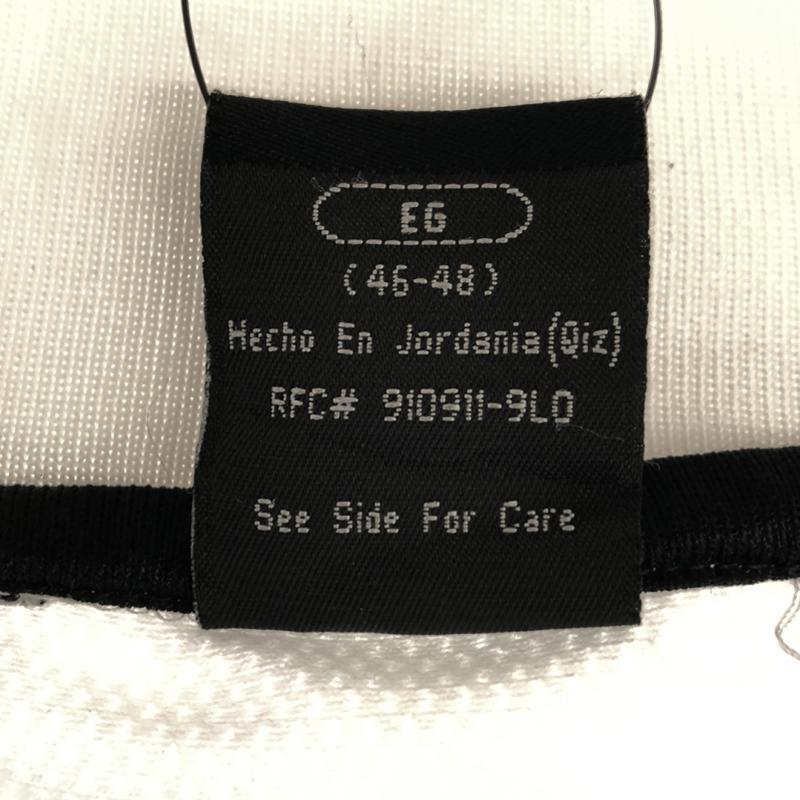 EG
(46-48)
Hecho En Jordania(Qiz)
RFC# 910911-9L0
See Side For Care